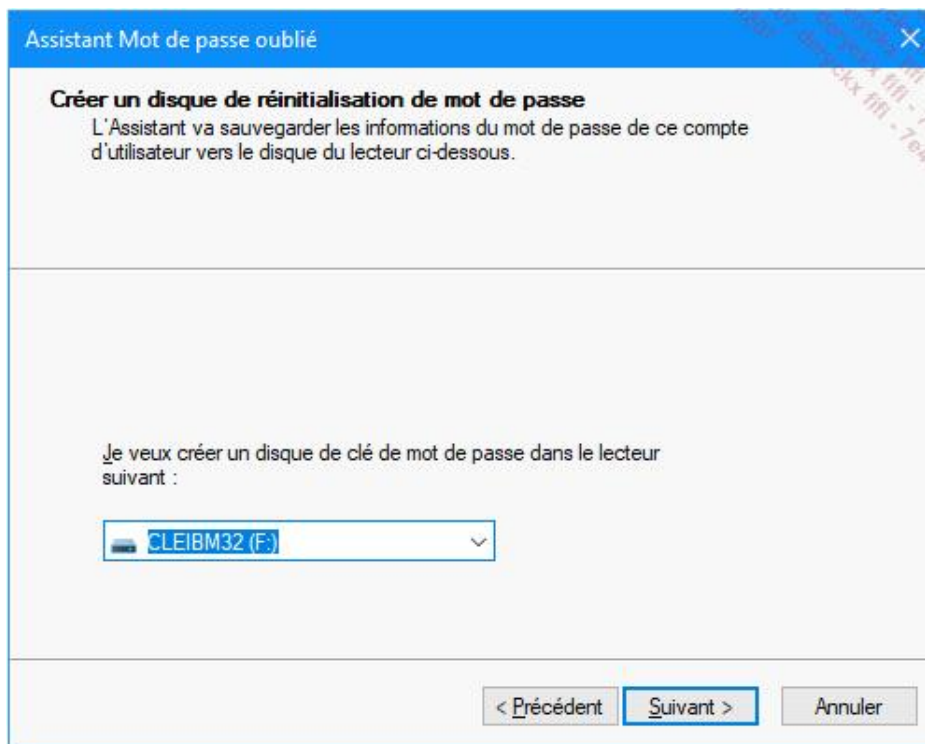 Assistant Mot de passe oublié
Créer un disque de réinitialisation de mot de passe
L'Assistant va sauvegarder les informations du mot de passe de ce compte
d'utilisateur vers le disque du lecteur ci-dessous.
Je veux créer un disque de clé de mot de passe dans le lecteur
suivant :
CLEIBM32 (F:)
< Précédent
Suivant >
Annuler